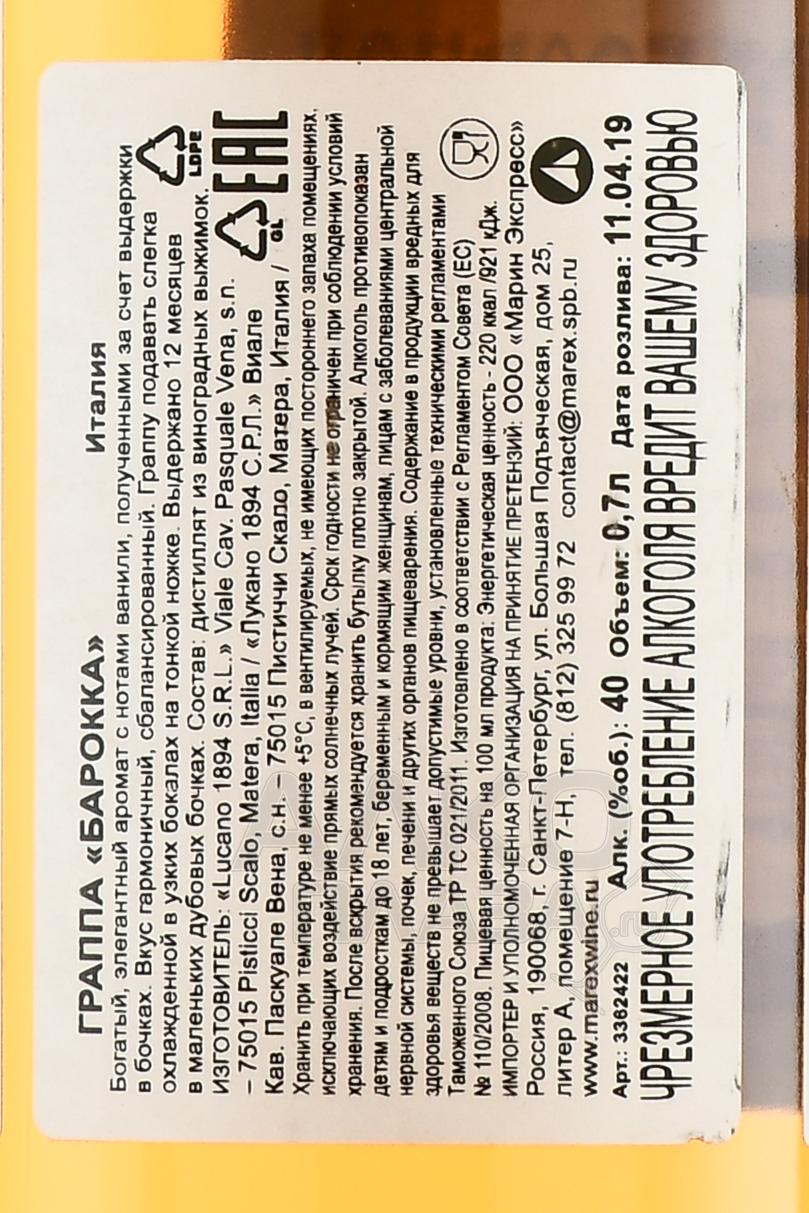 ГРАППА «БАРОККА» Италия
Богатый, элегантный аромат с нотами ванили, полученными за счет выдержки
в бочках. Вкус гармоничный, сбалансированный. Граппу подавать слегка
охлажденной в узких бокалах на тонкой ножке. Выдержано 12 месяцев
в маленьких дубовых бочках. Состав: дистиллят из виноградных выжимок.
ИЗГОТОВИТЕЛЬ: «Lucano 1894 S.R.L.» Viale Cav. Pasquale Vena, s.n.
– 75015 Pisticci Scalo, Matera, Italia / «Лукано 1894 С.Р.Л.» Виале
Кав. Паскуале Вена, с.н. – 75015 Пистиччи Скало, Матера, Италия /
Хранить при температуре не менее +5°С, в вентилируемых, не имеющих постороннего запаха помещениях,
исключающих воздействие прямых солнечных лучей. Срок годности не ограничен при соблюдении условий
хранения. После вскрытия рекомендуется хранить бутылку плотно закрытой. Алкоголь противопоказан
детям и подросткам до 18 лет, беременным и кормящим женщинам, лицам с заболеваниями центральной
нервной системы, почек, печени и других органов пищеварения. Содержание в продукции вредных для
здоровья веществ не превышает допустимые уровни, установленные техническими регламентами
Таможенного Союза ТР ТС 021/2011. Изготовлено в соответствии с Регламентом Совета (ЕС)
№ 110/2008. Пищевая ценность на 100 мл продукта: Энергетическая ценность - 220 ккал /921 кДж.
ИМПОРТЕР И УПОЛНОМОЧЕННАЯ ОРГАНИЗАЦИЯ НА ПРИНЯТИЕ ПРЕТЕНЗИЙ: ООО «Марин Экспресс»
Россия, 190068, г. Санкт-Петербург, ул. Большая Подъяческая, дом 25,
литер А, помещение 7-Н, тел. (812) 325 99 72 contact@marex.spb.ru
www.marexwine.ru
Арт.: 3362422 Алк. (%об.): 40 Объем: 0,7л Дата розлива: 11.04.19
ЧРЕЗМЕРНОЕ УПОТРЕБЛЕНИЕ АЛКОГОЛЯ ВРЕДИТ ВАШЕМУ ЗДОРОВЬЮ
LDPE
GL
EAC